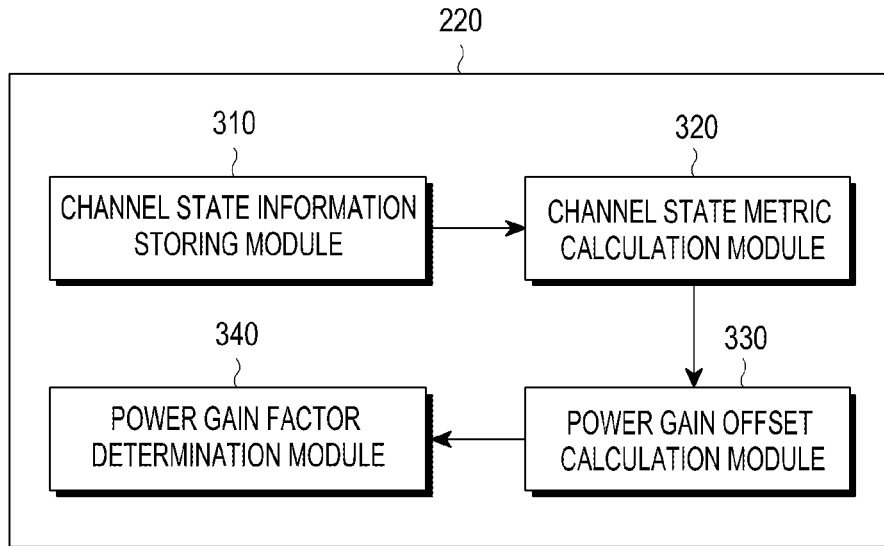 220
310
320
CHANNEL STATE INFORMATION
STORING MODULE
CHANNEL STATE METRIC
CALCULATION MODULE
340
330
POWER GAIN FACTOR
DETERMINATION MODULE
POWER GAIN OFFSET
CALCULATION MODULE